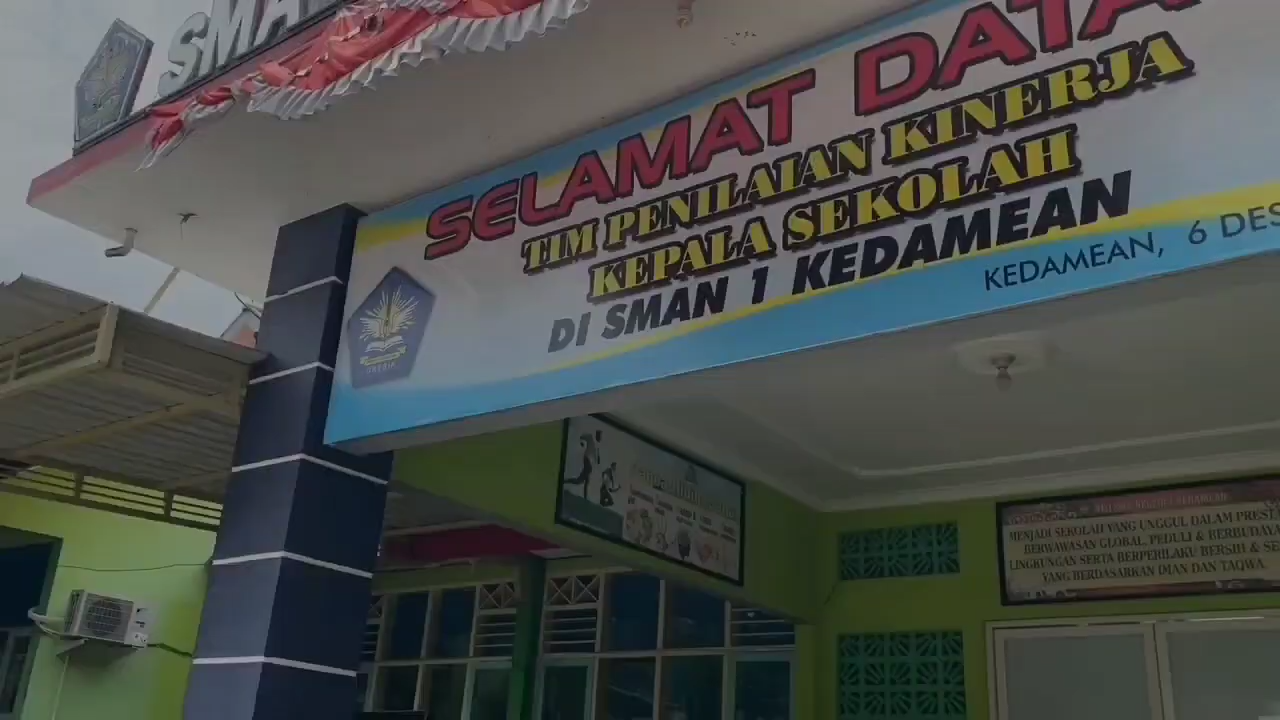 SMA
SELAMAT DATA
TIM PENILAIAN KINERJA
KEPALA SEKOLAH
DI SMAN 1 KEDAMEAN
KEDAMEAN, 6 DES
MENJADI SEKOLAH YANG UNGGUL DALAM PREST
BERWAWASAN GLOBAL, PEDULI & BERBUDAYA
LINGKUNGAN SERTA BERPERILAKU BERSIH & SE
YANG BERDASARKAN IMAN DAN TAQWA